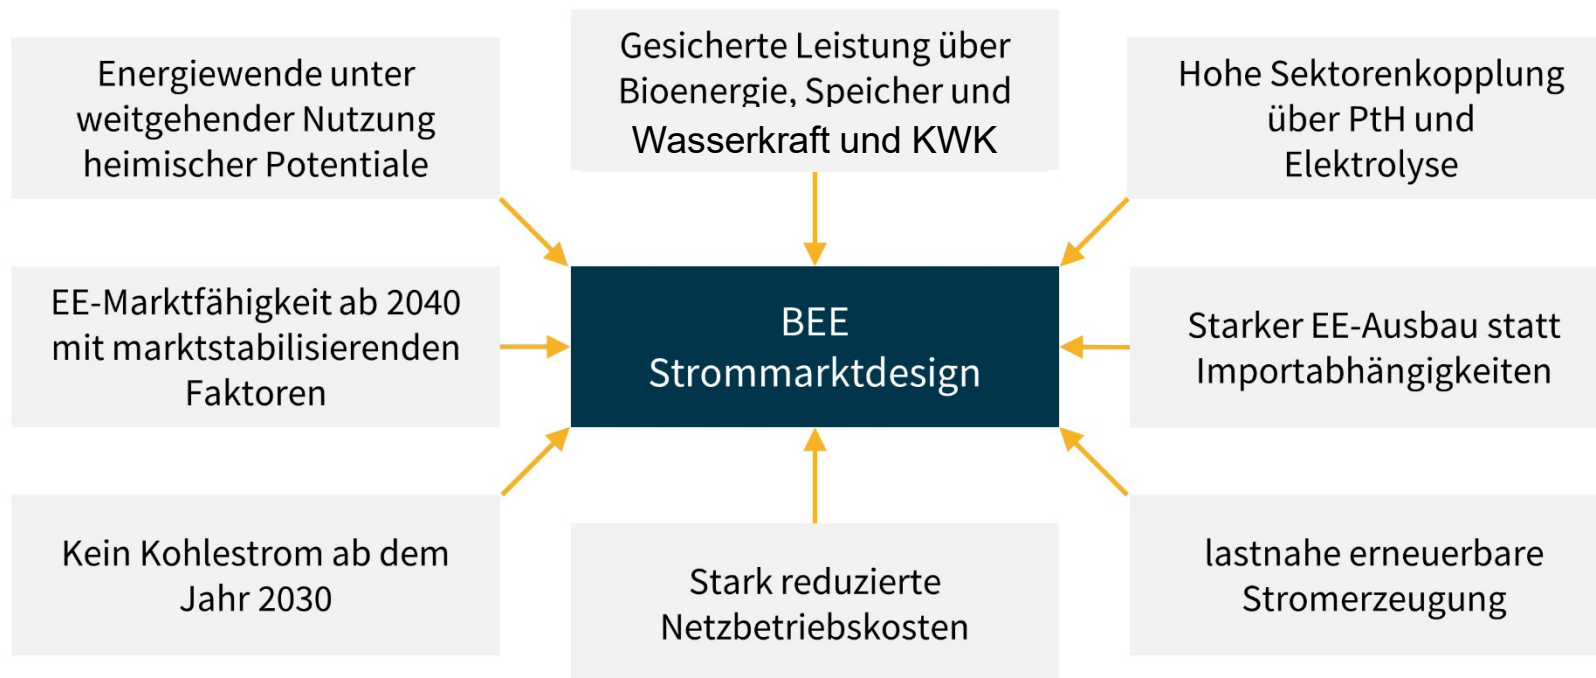 Energiewende unter
weitgehender Nutzung
heimischer Potentiale
Gesicherte Leistung über
Bioenergie, Speicher und
Wasserkraft und KWK
Hohe Sektorenkopplung
über PtH und
Elektrolyse
EE-Marktfähigkeit ab 2040
mit marktstabilisierenden
Faktoren
BEE
Strommarktdesign
Starker EE-Ausbau statt
Importabhängigkeiten
Kein Kohlestrom ab dem
Jahr 2030
Stark reduzierte
Netzbetriebskosten
lastnahe erneuerbare
Stromerzeugung